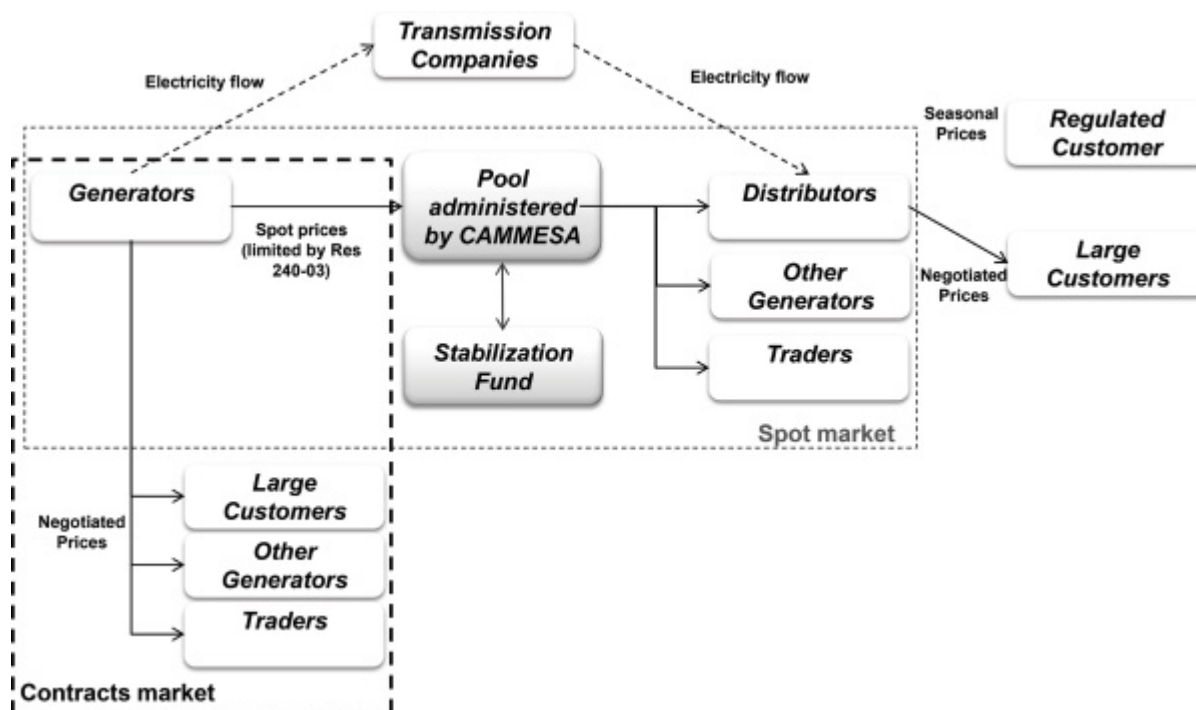 Transmission
Companies
Electricity flow
Electricity flow
Seasonal
Prices
Regulated
Customer
Generators
Pool
administered
by CAMMESA
Distributors
Spot prices
(limited by Res
240-03)
Other
Generators
Negotiated
Prices
Large
Customers
Stabilization
Fund
Traders
Spot market
Large
Customers
Negotiated
Prices
Other
Generators
Traders
Contracts market